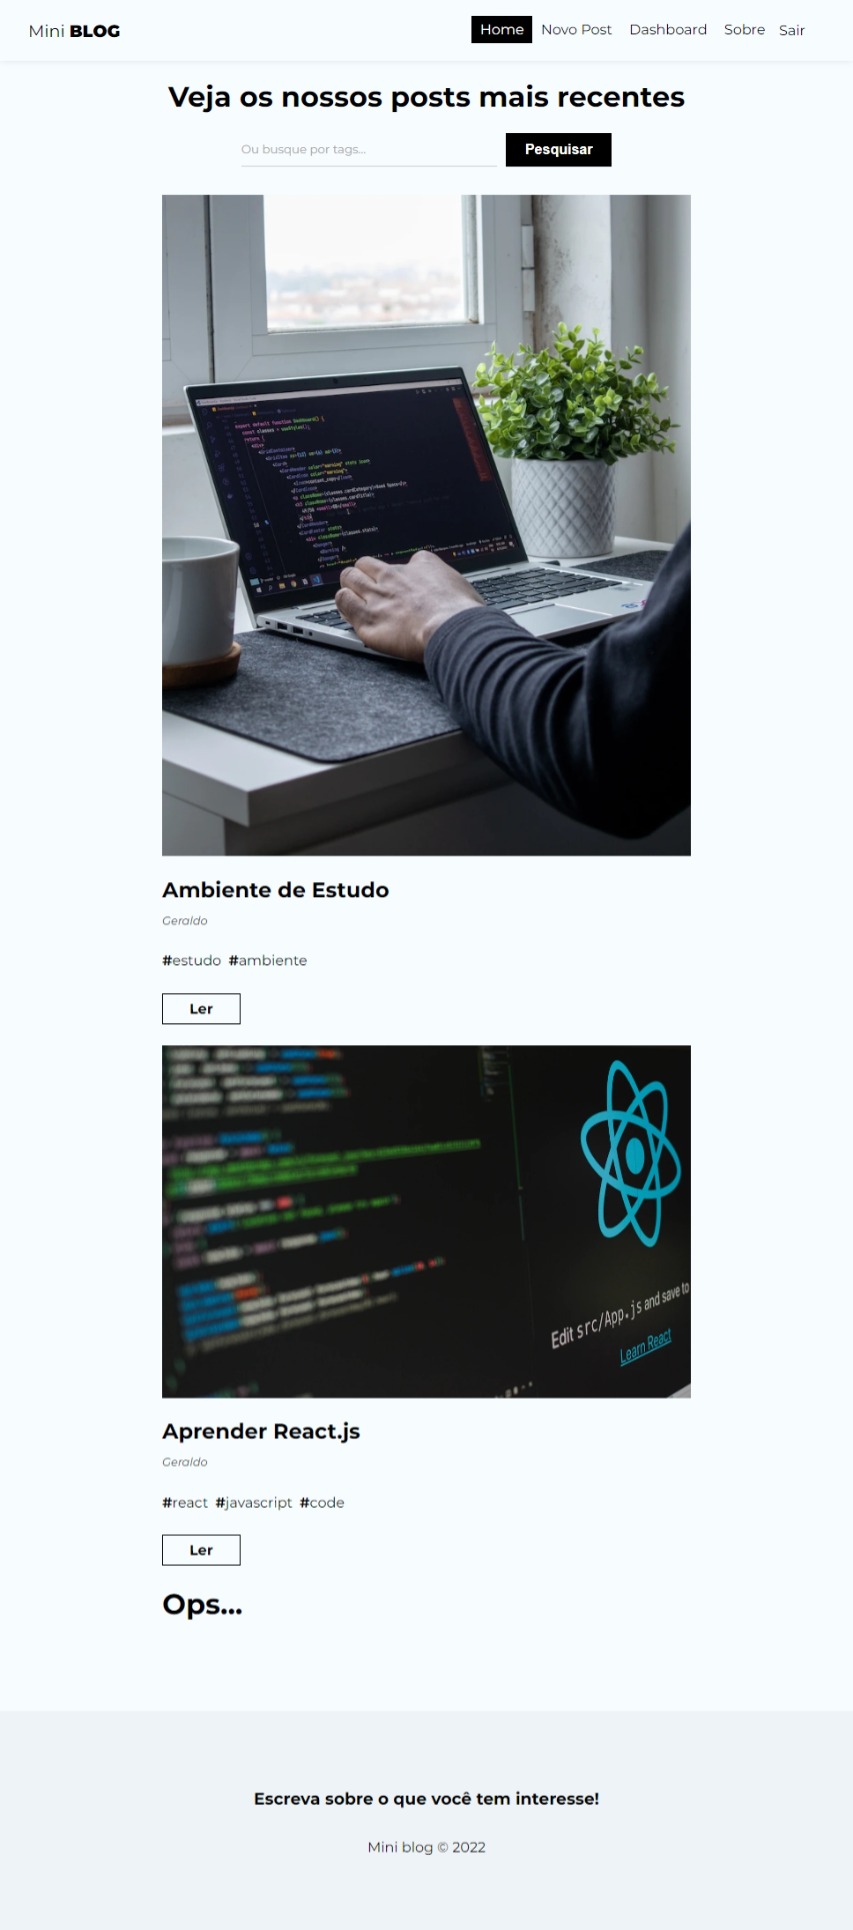 Mini BLOG
Home Novo Post Dashboard Sobre Sair
Veja os nossos posts mais recentes
Ou busque por tags...
Pesquisar
Ambiente de Estudo
Geraldo
#estudo #ambiente
Ler
Edit src/App.js and save to
Learn React
Aprender React.js
Geraldo
#react #javascript #code
Ler
Ops...
Escreva sobre o que você tem interesse!
Mini blog © 2022